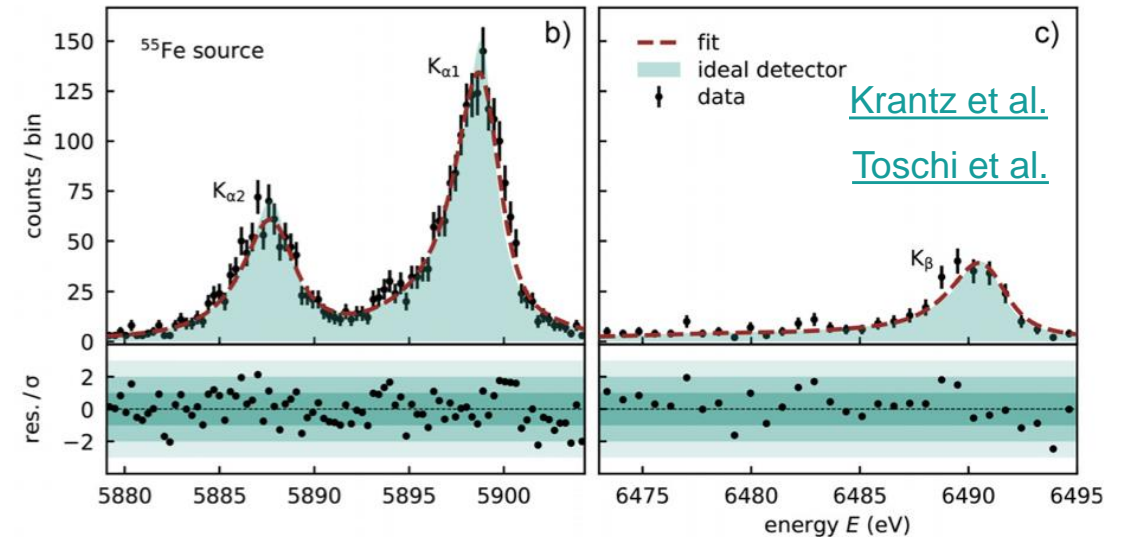 b)
⁵⁵Fe source
Kα1
Kα2
counts / bin
150
125
100
75
50
25
0
c)
fit
ideal detector
data
Krantz et al.
Toschi et al.
Kβ
res. / σ
2
0
−2
5880 5885 5890 5895 5900
6475 6480 6485 6490 6495
energy E (eV)